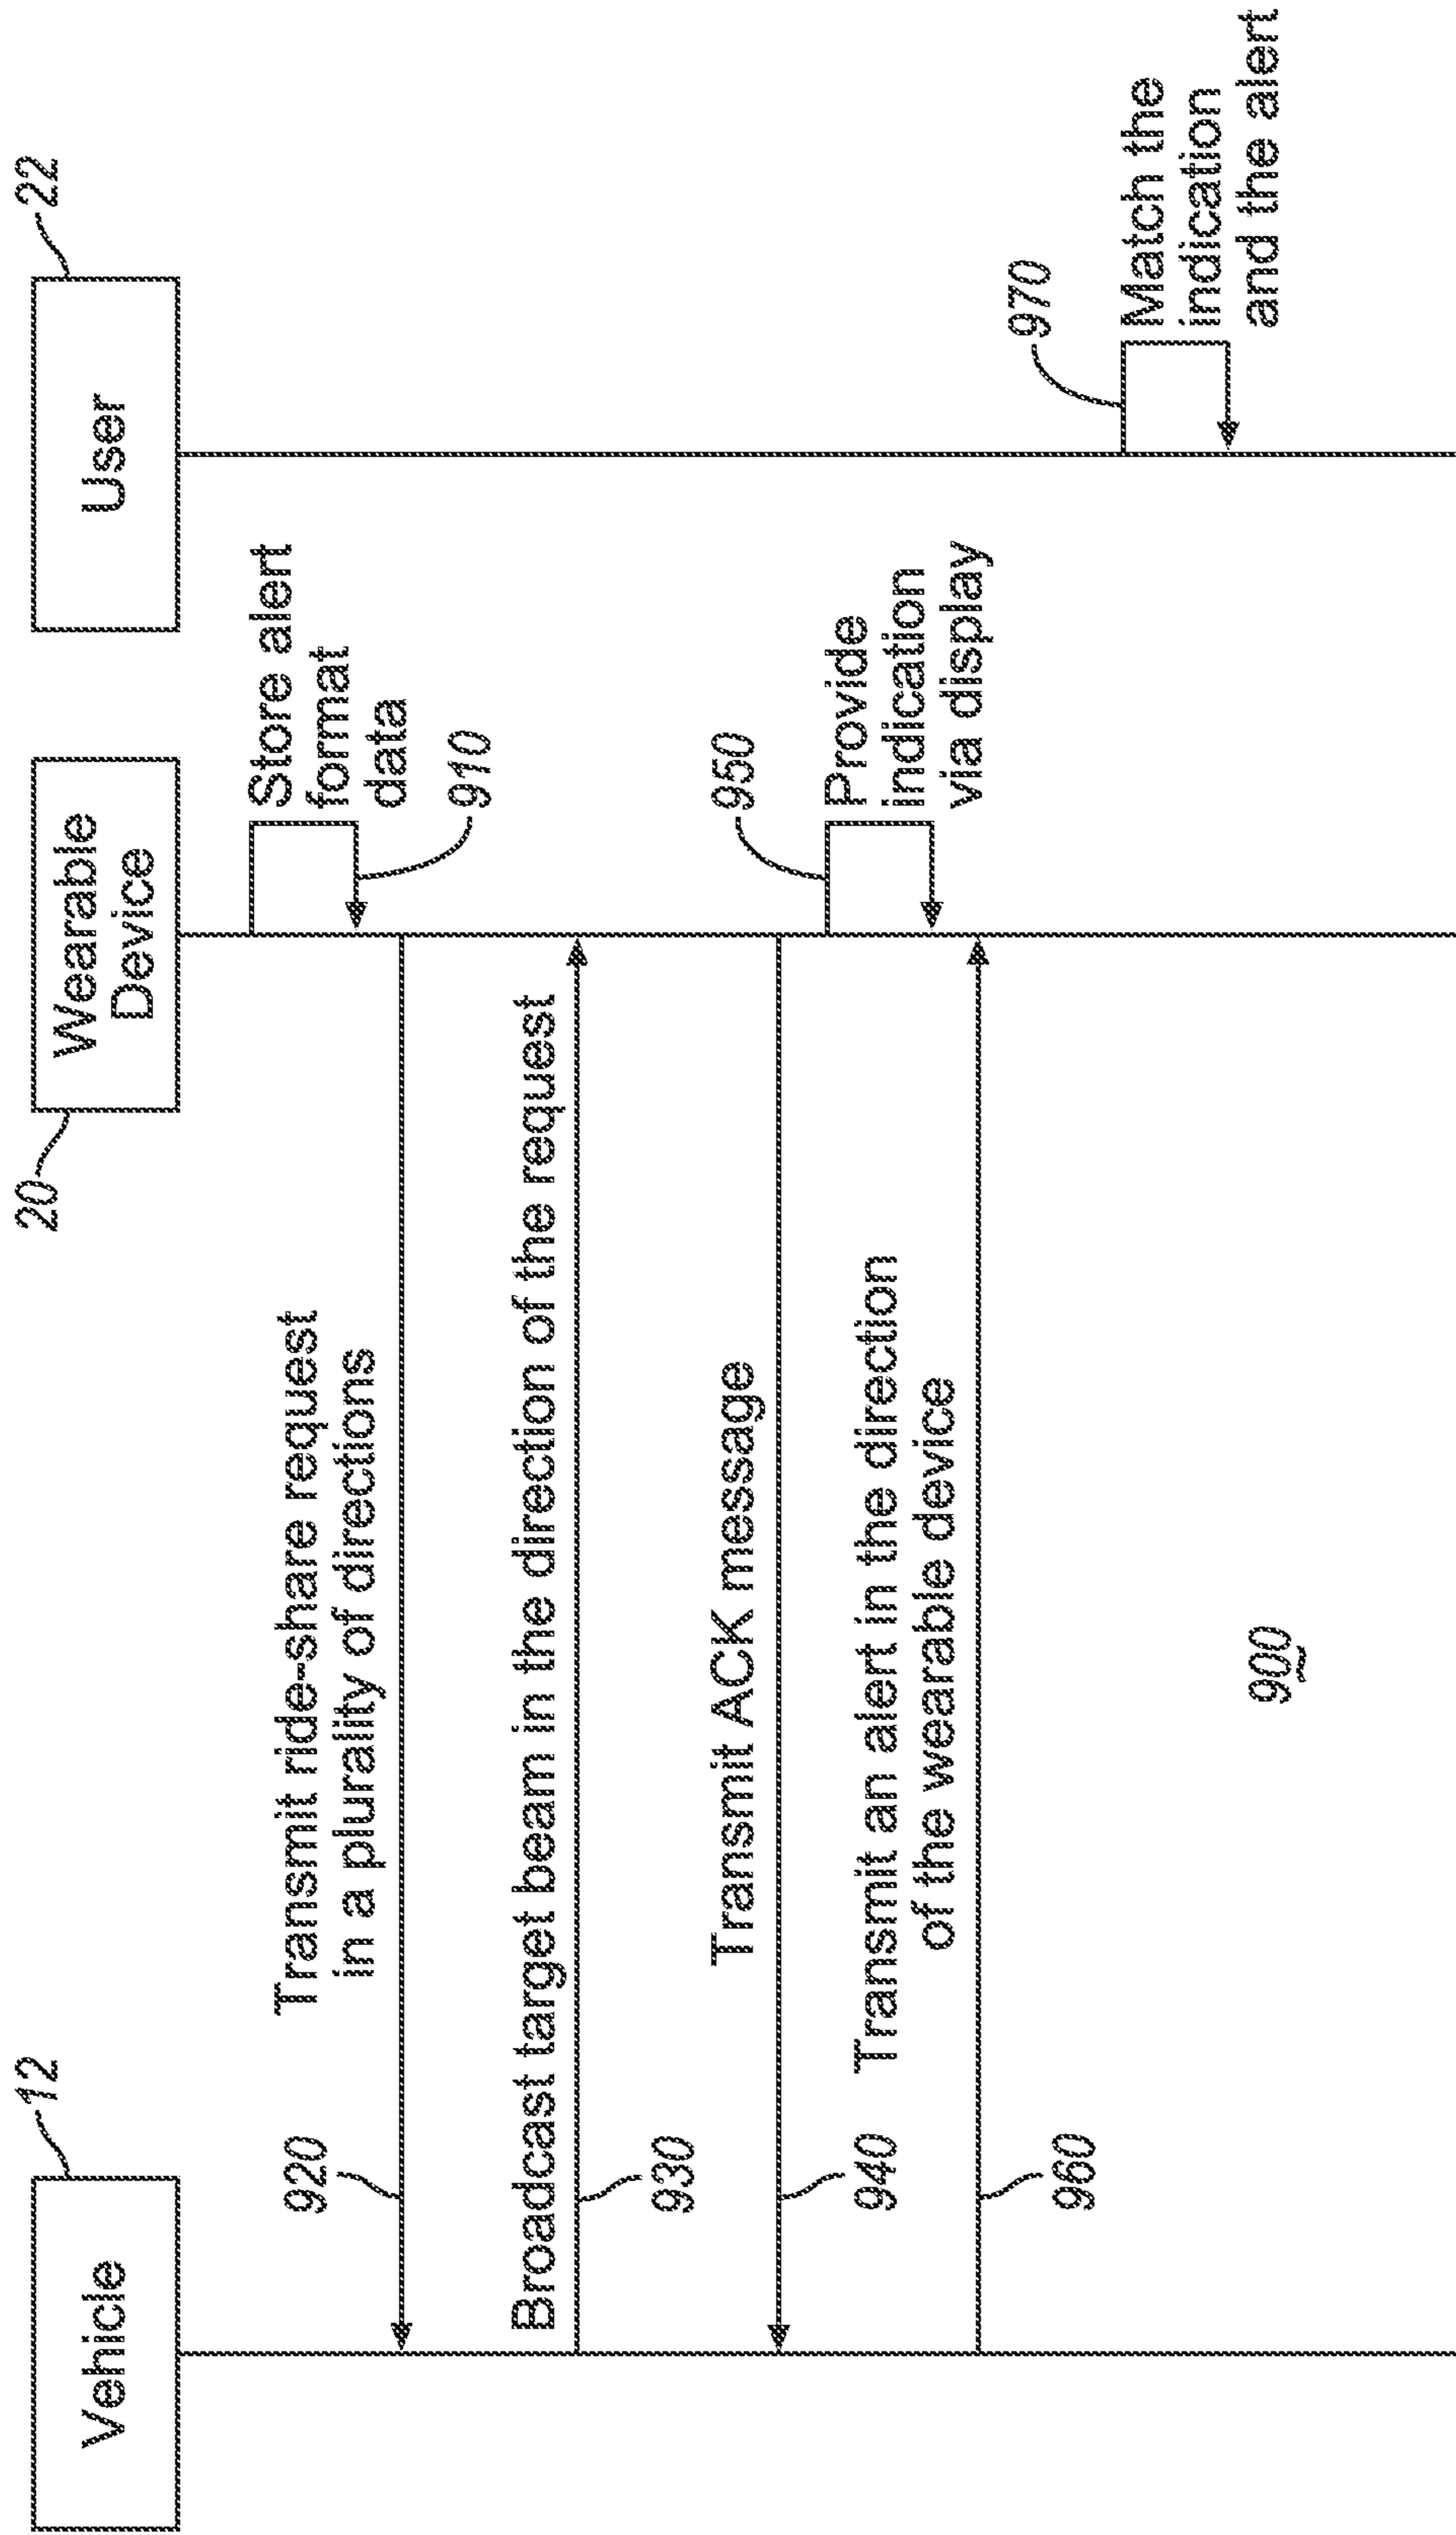 Vehicle
12
Wearable
Device
20
User
22
Store alert
format
data
910
Transmit ride-share request
in a plurality of directions
920
Broadcast target beam in the direction of the request
930
Transmit ACK message
940
Provide
indication
via display
950
Transmit an alert in the direction
of the wearable device
960
Match the
indication
and the alert
970
900